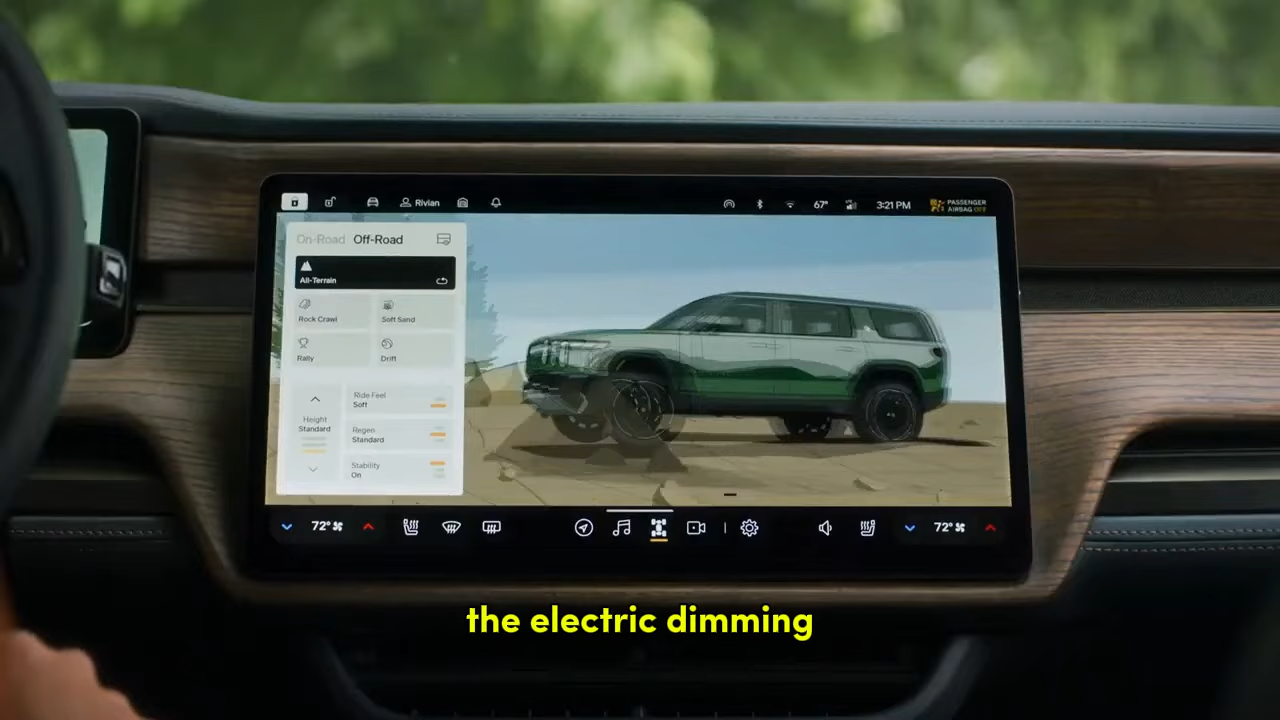 Rivian
67°
3:21 PM
PASSENGER
AIRBAG OFF
On-Road Off-Road
All-Terrain
Rock Crawl
Soft Sand
Rally
Drift
Height
Standard
Ride Feel
Soft
Regen
Standard
Stability
On
72°
72°
the electric dimming